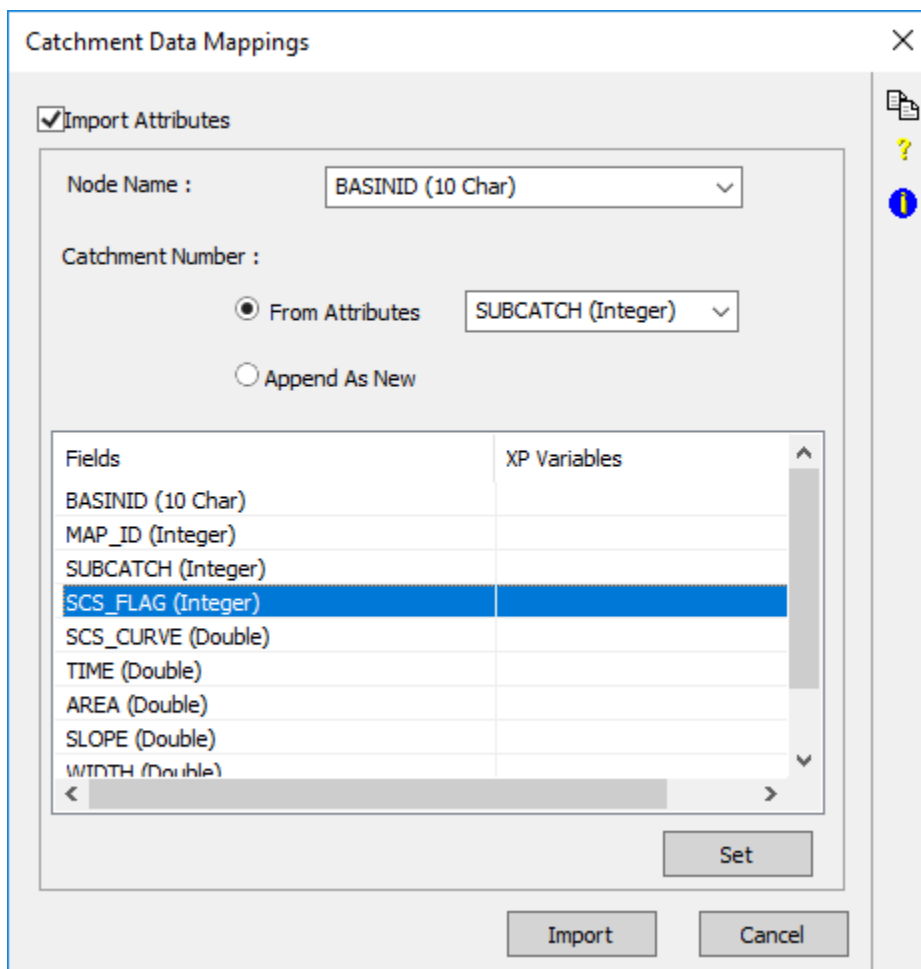 Catchment Data Mappings
Import Attributes
Node Name :
BASINID (10 Char)
Catchment Number :
From Attributes
SUBCATCH (Integer)
Append As New
Fields XP Variables
BASINID (10 Char)
MAP_ID (Integer)
SUBCATCH (Integer)
SCS_FLAG (Integer)
SCS_CURVE (Double)
TIME (Double)
AREA (Double)
SLOPE (Double)
WIDTH (Double)
Set
Import Cancel